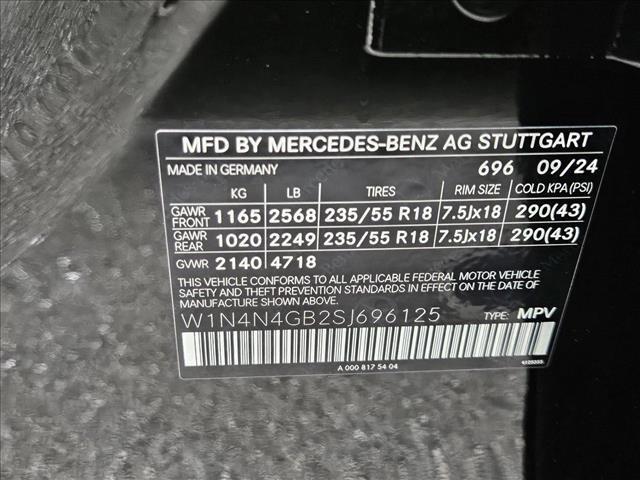 MFD BY MERCEDES-BENZ AG STUTTGART
MADE IN GERMANY 696 09/24
KG LB TIRES RIM SIZE COLD KPA(PSI)
GAWR FRONT 1165 2568 235/55 R18 7.5Jx18 290(43)
GAWR REAR 1020 2249 235/55 R18 7.5Jx18 290(43)
GVWR 2140 4718
THIS VEHICLE CONFORMS TO ALL APPLICABLE FEDERAL MOTOR VEHICLE
SAFETY AND THEFT PREVENTION STANDARDS IN EFFECT ON THE DATE OF
MANUFACTURE SHOWN ABOVE.
W1N4N4GB2SJ696125 TYPE: MPV
A 000 817 54 04